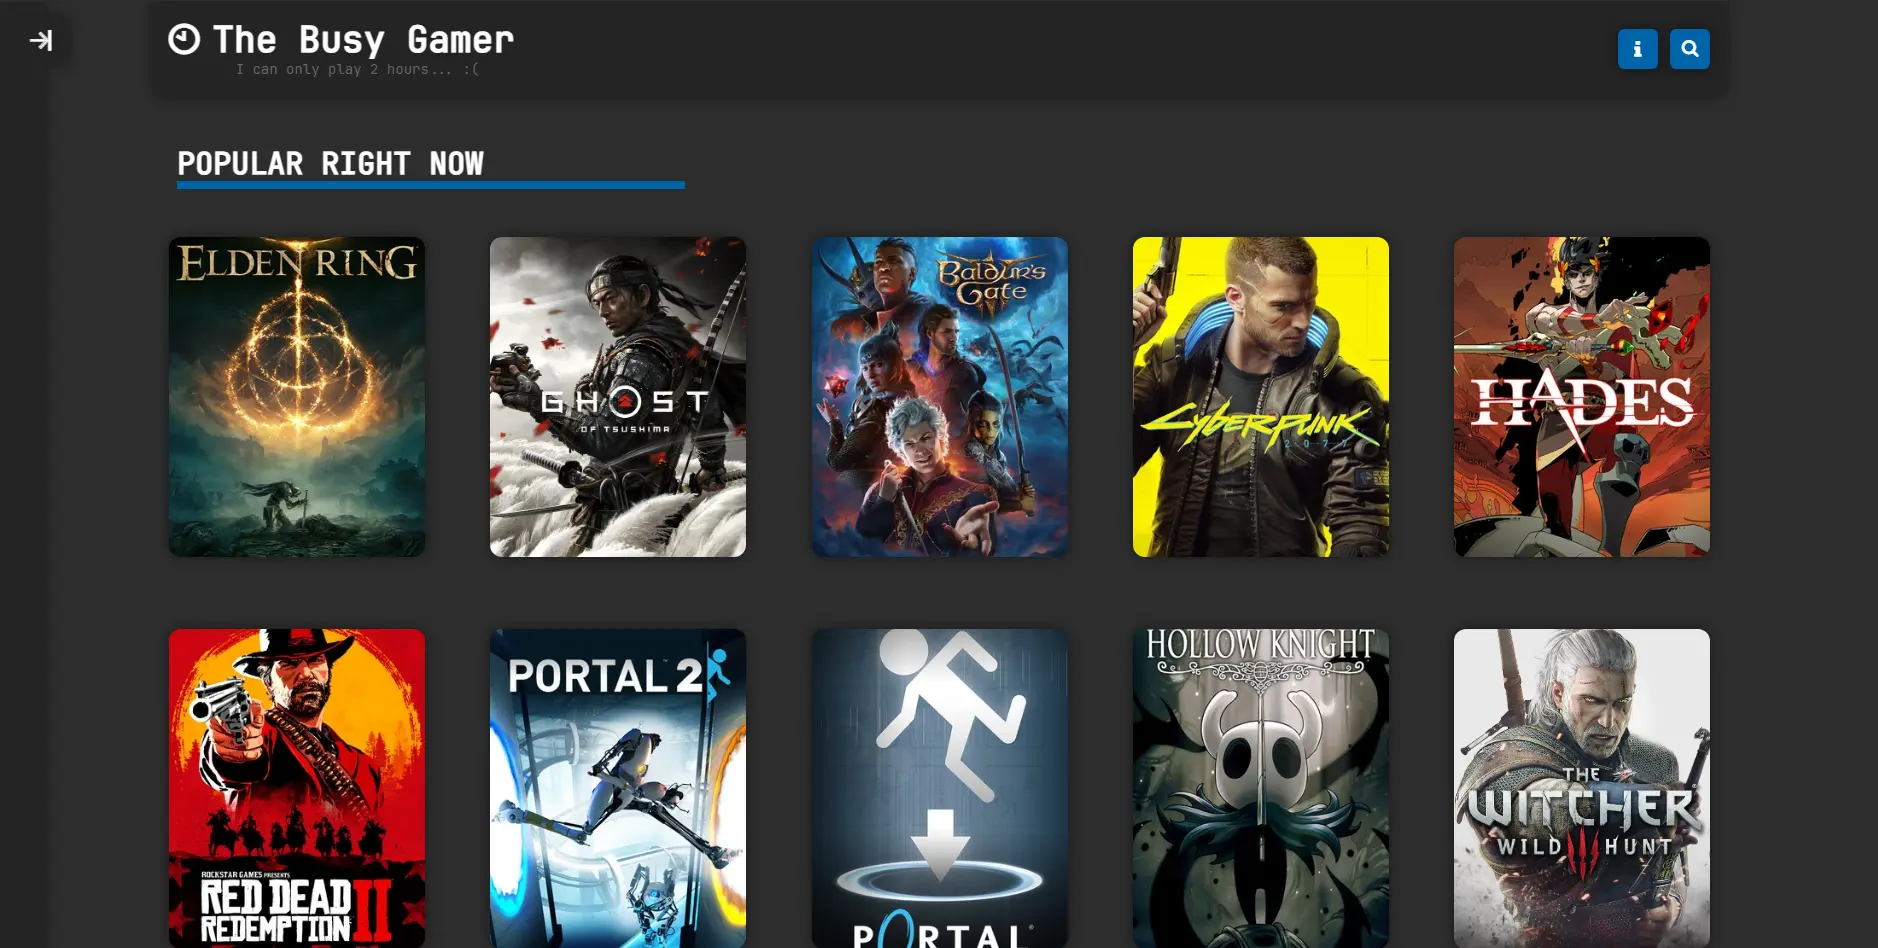 The Busy Gamer
I can only play 2 hours... :(
POPULAR RIGHT NOW
ELDEN RING
GHOST
OF TSUSHIMA
Baldur's
Gate
III
Cyberpunk
2077
HADES
PORTAL 2
HOLLOW KNIGHT
THE
WITCHER
WILD HUNT
III
ROCKSTAR GAMES PRESENTS
RED DEAD
REDEMPTION
II
PORTAL